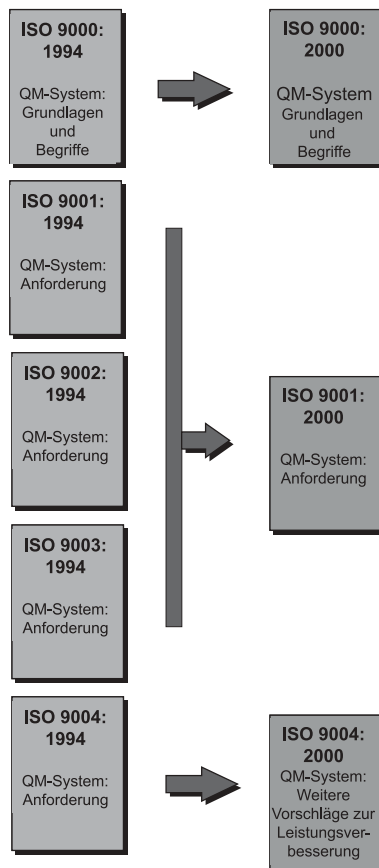 ISO 9000:
1994
QM-System:
Grundlagen
und
Begriffe
ISO 9000:
2000
QM-System
Grundlagen
und
Begriffe
ISO 9001:
1994
QM-System:
Anforderung
ISO 9002:
1994
QM-System:
Anforderung
ISO 9003:
1994
QM-System:
Anforderung
ISO 9001:
2000
QM-System:
Anforderung
ISO 9004:
1994
QM-System:
Anforderung
ISO 9004:
2000
QM-System:
Weitere
Vorschläge zur
Leistungsver-
besserung